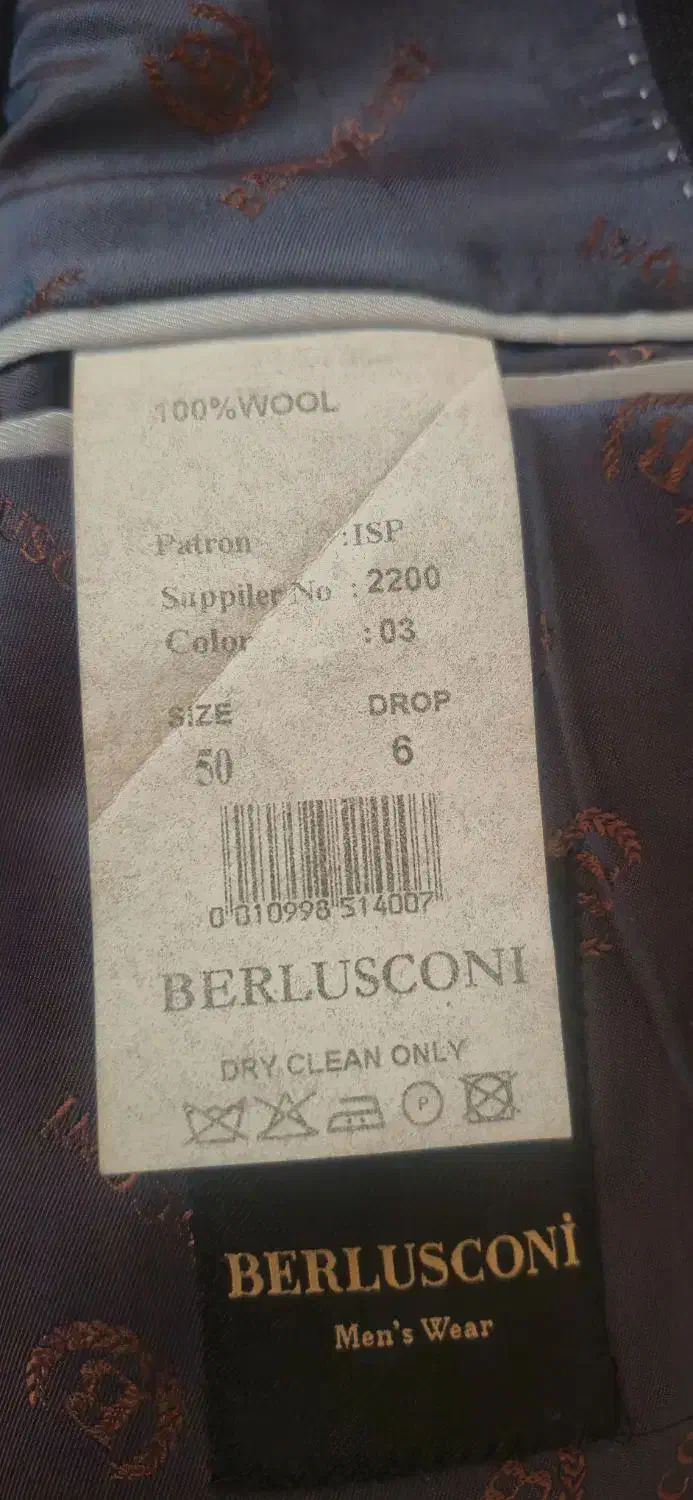 100%WOOL
Patron :ISP
Suppiler No : 2200
Color : 03
SIZE DROP
50 6
0 010998 514007
BERLUSCONI
DRY CLEAN ONLY
P
BERLUSCONİ
Men's Wear